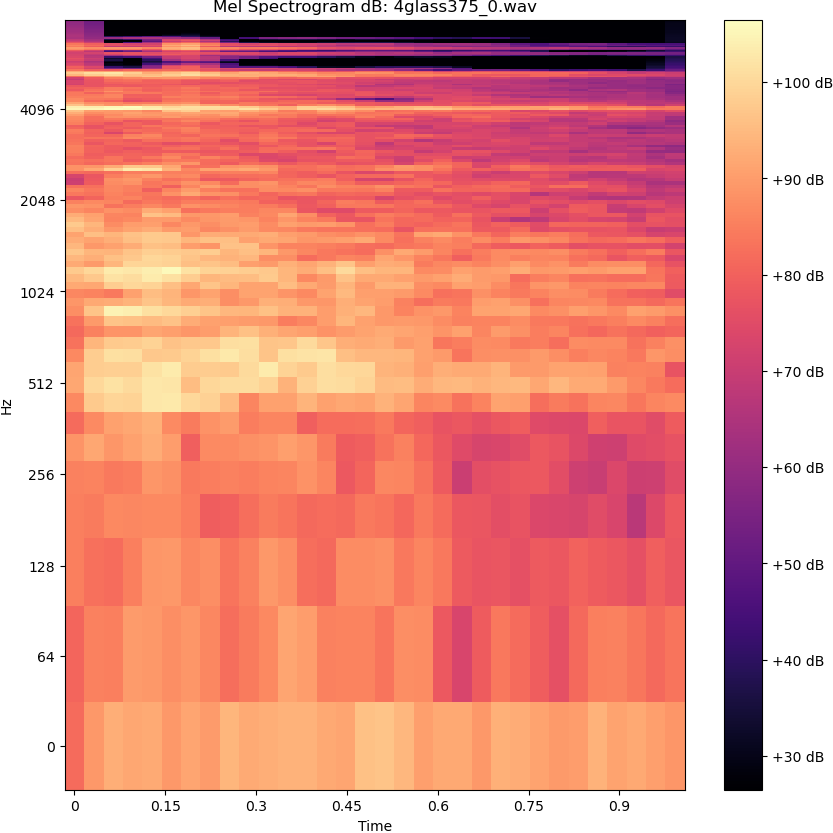 Mel Spectrogram dB: 4glass375_0.wav
Hz
4096
2048
1024
512
256
128
64
0
0 0.15 0.3 0.45 0.6 0.75 0.9
Time
+100 dB
+90 dB
+80 dB
+70 dB
+60 dB
+50 dB
+40 dB
+30 dB